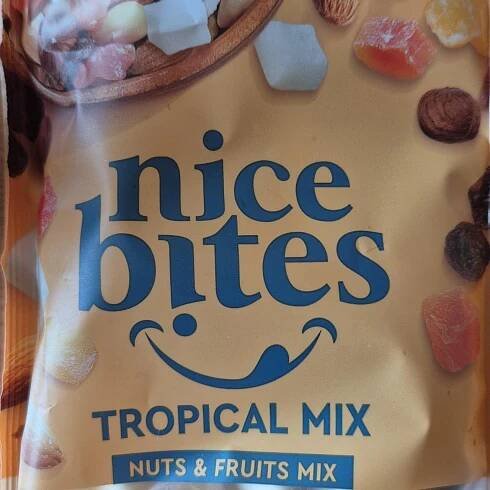 nice
bites
TROPICAL MIX
NUTS & FRUITS MIX